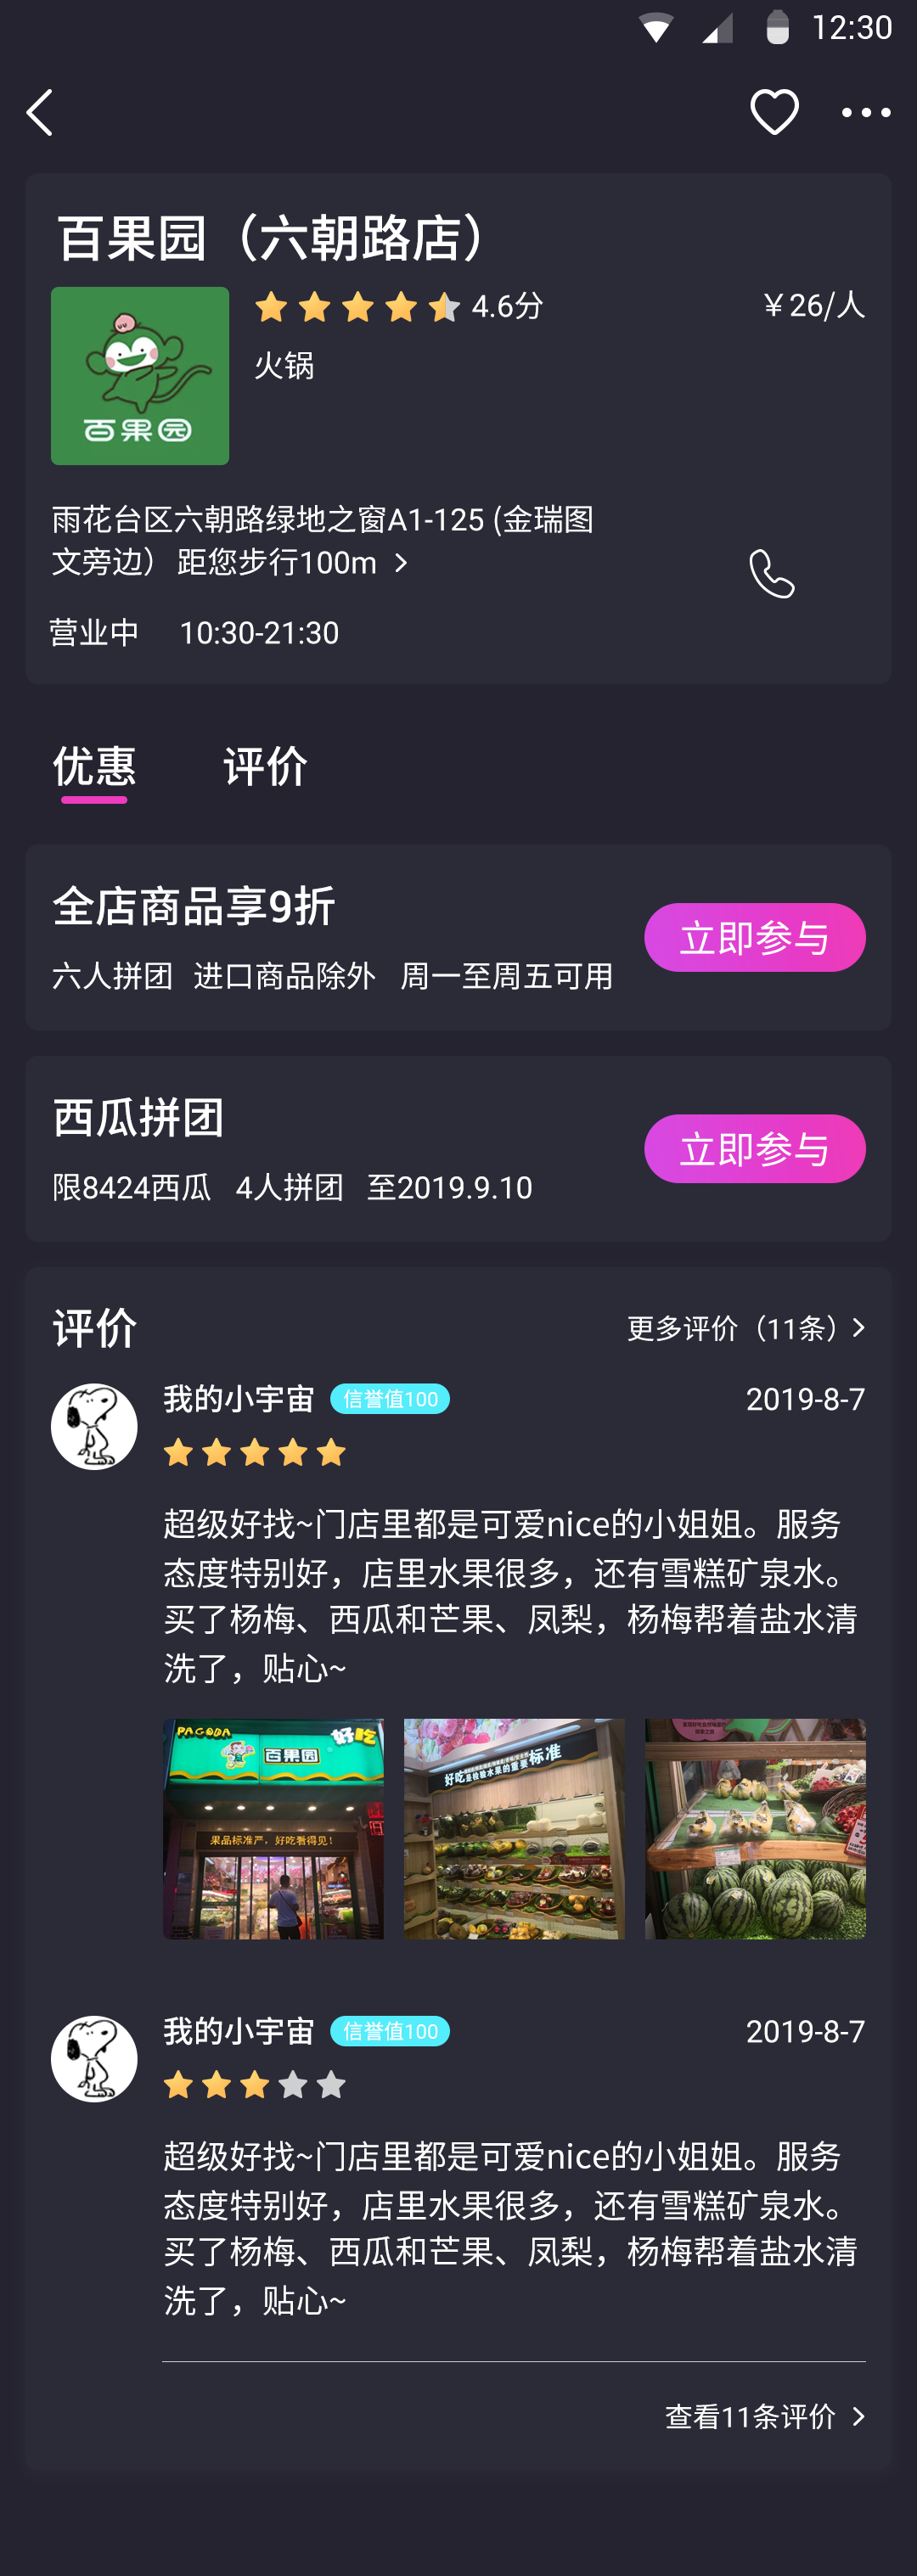 12:30
百果园（六朝路店）
4.6分
￥26/人
火锅
百果园
雨花台区六朝路绿地之窗A1-125 (金瑞图
文旁边） 距您步行100m
营业中 10:30-21:30
优惠 评价
全店商品享9折
立即参与
六人拼团 进口商品除外 周一至周五可用
西瓜拼团
立即参与
限8424西瓜 4人拼团 至2019.9.10
评价
更多评价（11条）
我的小宇宙 信誉值100 2019-8-7
超级好找~门店里都是可爱nice的小姐姐。服务
态度特别好，店里水果很多，还有雪糕矿泉水。
买了杨梅、西瓜和芒果、凤梨，杨梅帮着盐水清
洗了，贴心~
PAGODA
好吃
百果园
果品标准严，好吃看得见！
好吃是检验水果的重要标准
我的小宇宙 信誉值100 2019-8-7
超级好找~门店里都是可爱nice的小姐姐。服务
态度特别好，店里水果很多，还有雪糕矿泉水。
买了杨梅、西瓜和芒果、凤梨，杨梅帮着盐水清
洗了，贴心~
查看11条评价